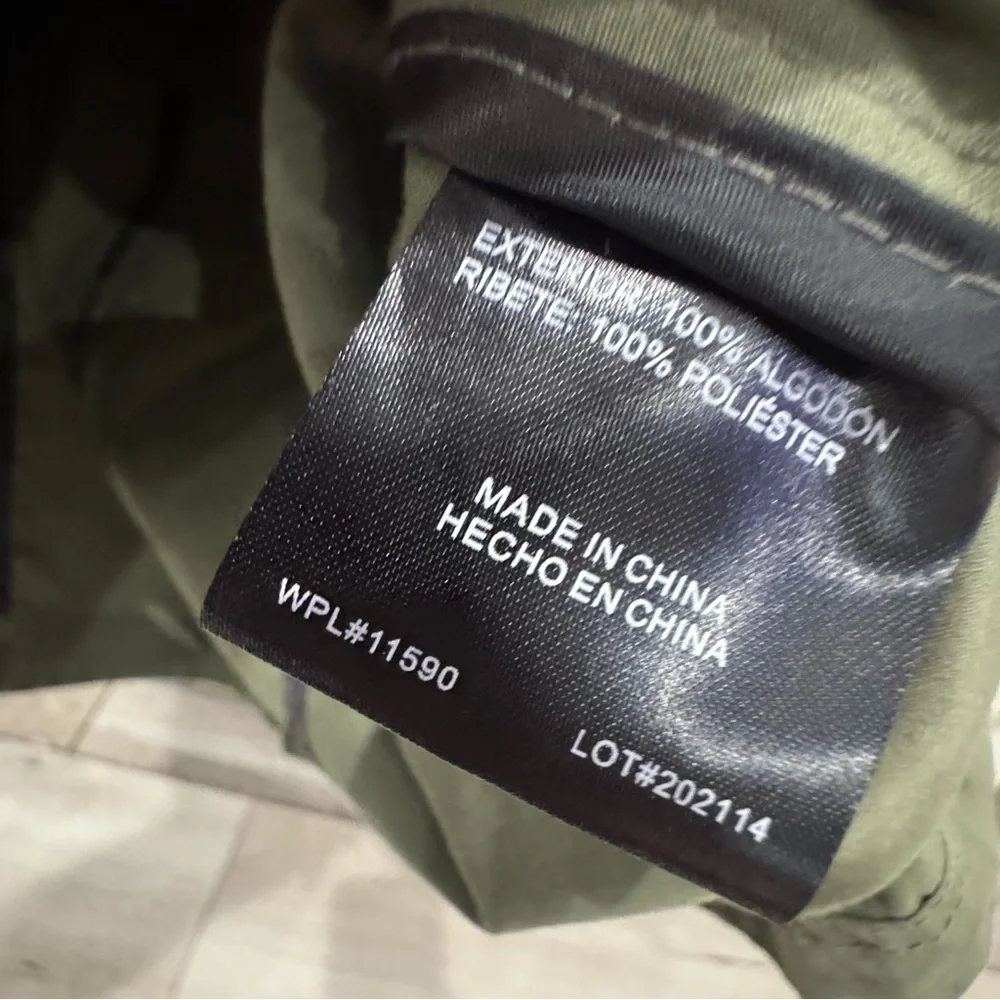 EXTERIOR: 100% ALGODÓN
RIBETE: 100% POLIÉSTER
MADE IN CHINA
HECHO EN CHINA
WPL#11590
LOT#202114